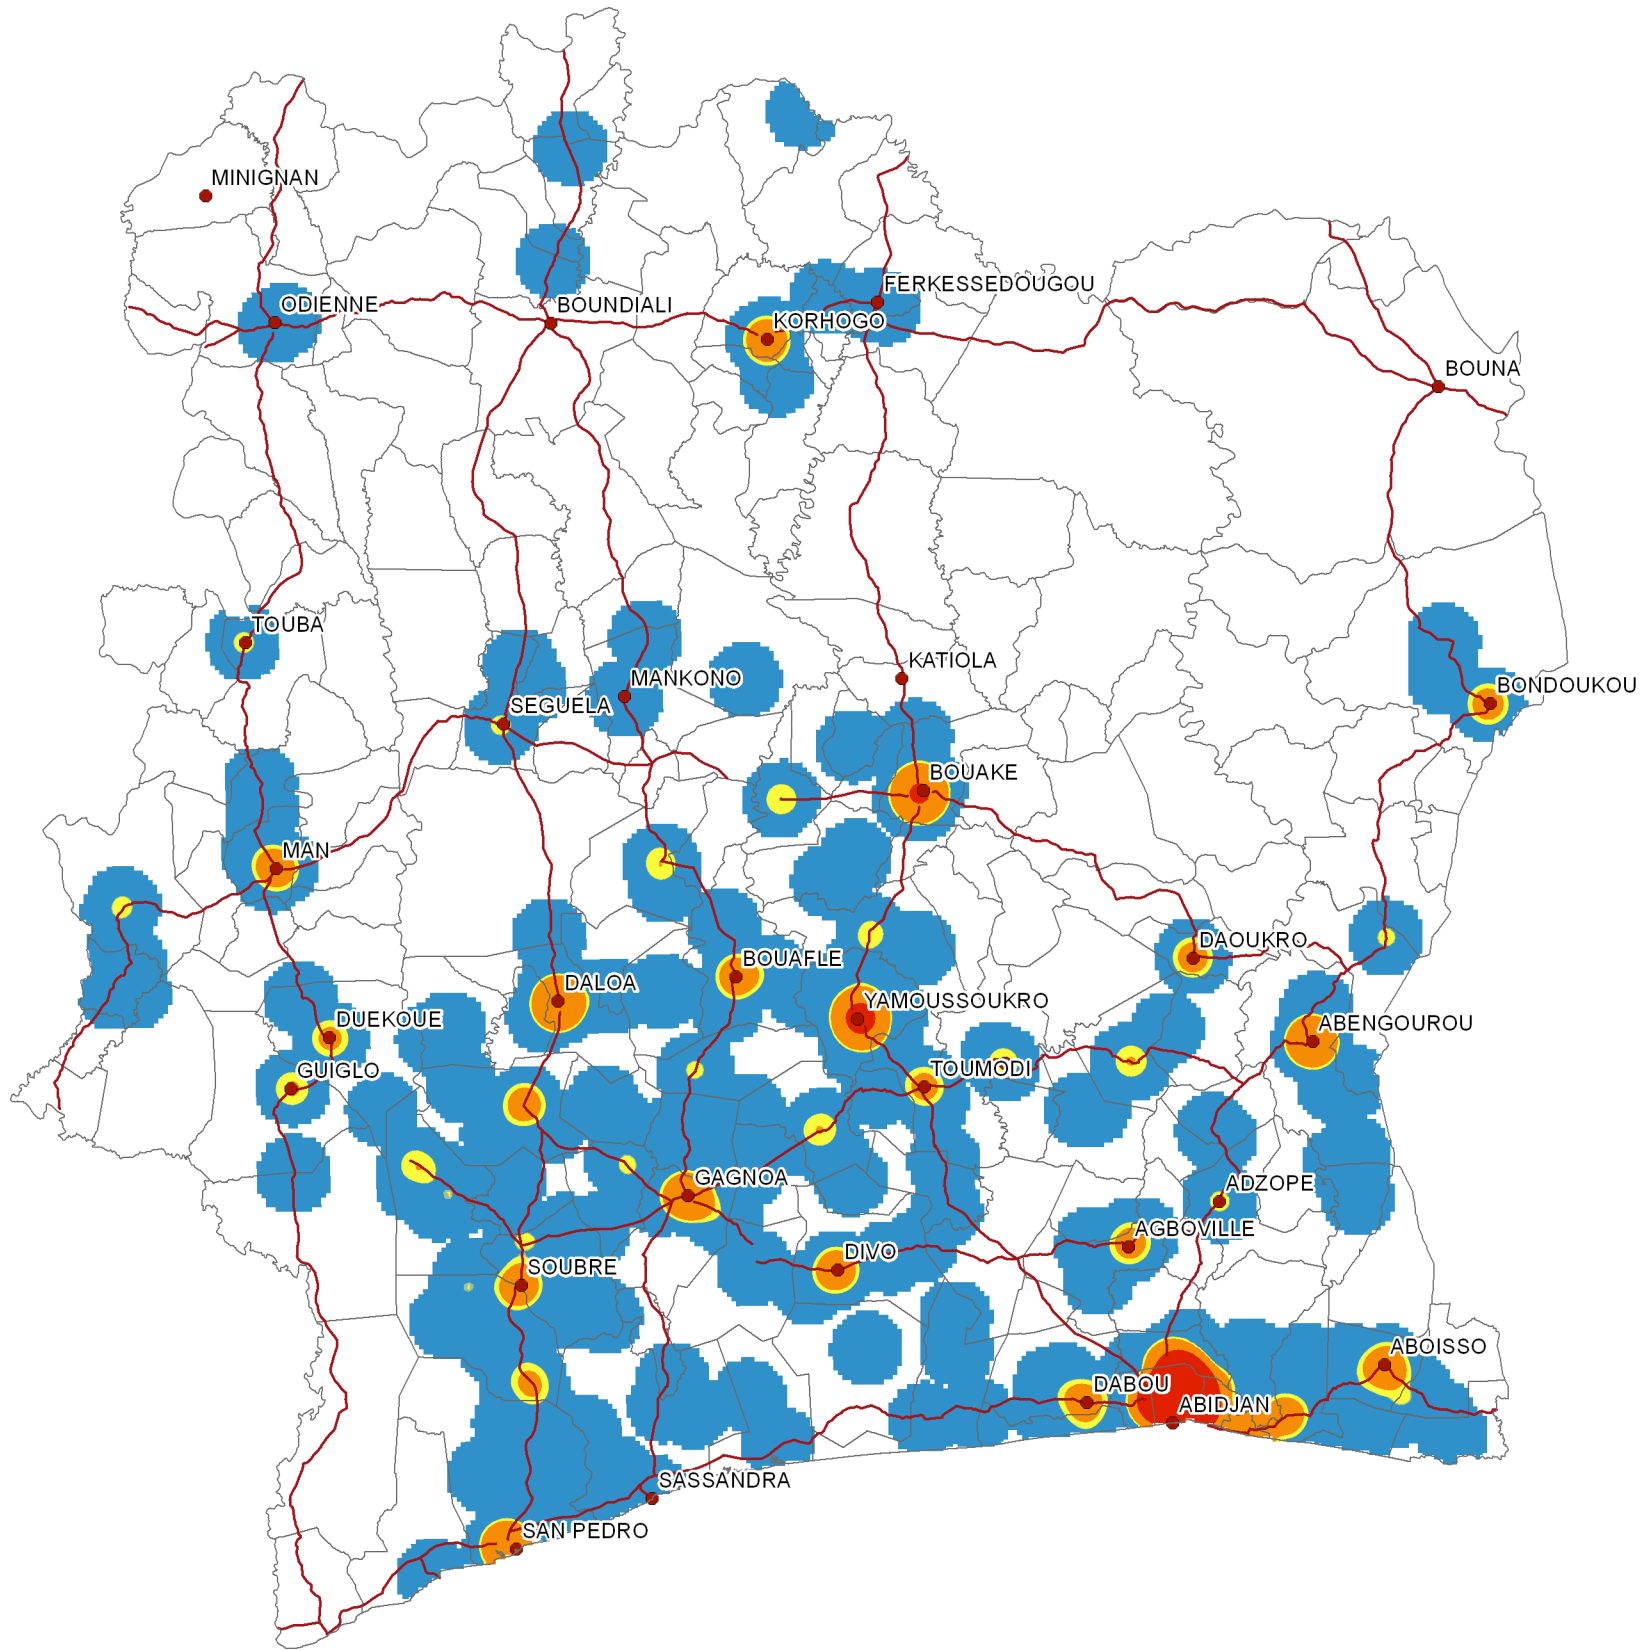 MINIGNAN
ODIENNE
BOUNDIALI
FERKESSEDOUGOU
KORHOGO
BOUNA
TOUBA
KATIOLA
MANKONO
SEGUELA
BONDOUKOU
BOUAKE
MAN
DAOUKRO
BOUAFLE
DALOA
YAMOUSSOUKRO
DUEKOUE
ABENGOUROU
GUIGLO
TOUMODI
GAGNOA
ADZOPE
AGBOVILLE
DIVO
SOUBRE
ABOISSO
DABOU
ABIDJAN
SASSANDRA
SAN PEDRO